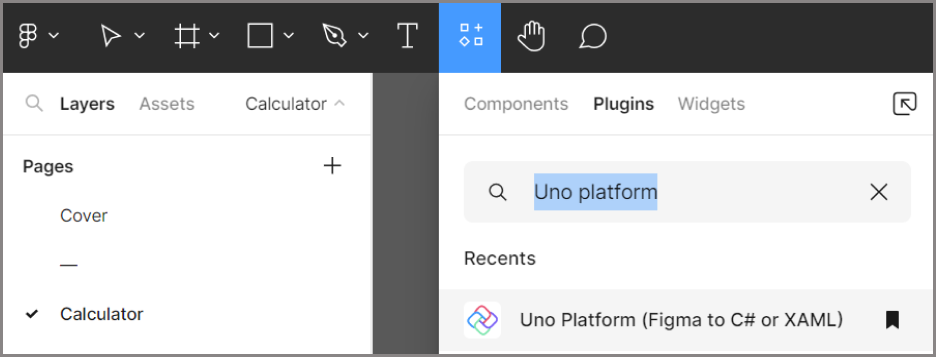 Layers Assets Calculator
Components Plugins Widgets
Pages
Uno platform
Cover
Recents
—
Calculator
Uno Platform (Figma to C# or XAML)